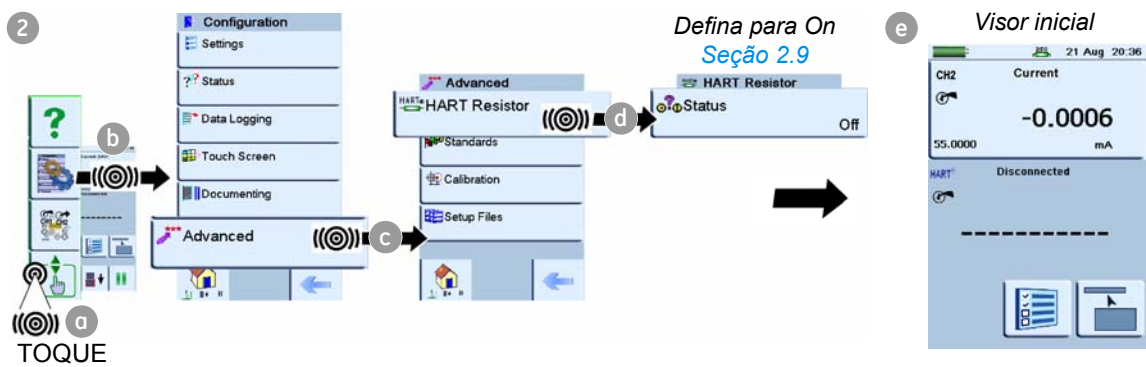 2
a
TOQUE
b
Configuration
Settings
Status
Data Logging
Touch Screen
Documenting
Advanced
c
Advanced
HART
HART Resistor
Standards
Calibration
Setup Files
d
Defina para On
Seção 2.9
HART Resistor
Status
Off
e
Visor inicial
21 Aug 20:36
CH2
Current
-0.0006
55.0000
mA
HART
Disconnected
-----------